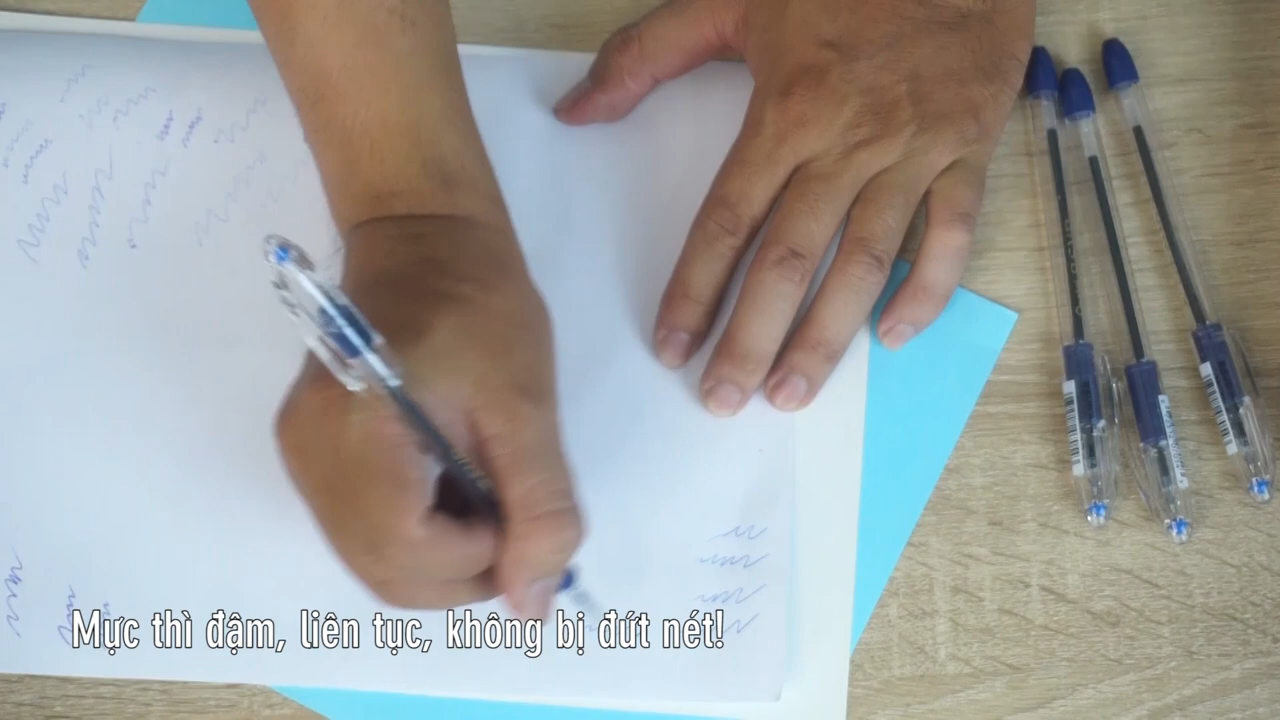 Mực thì đậm, liên tục, không bị đứt nét!